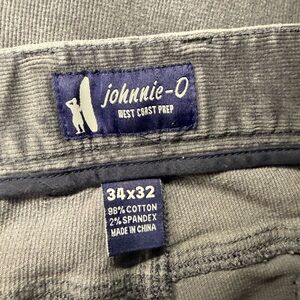 johnnie-O
WEST COAST PREP
34x32
98% COTTON
2% SPANDEX
MADE IN CHINA